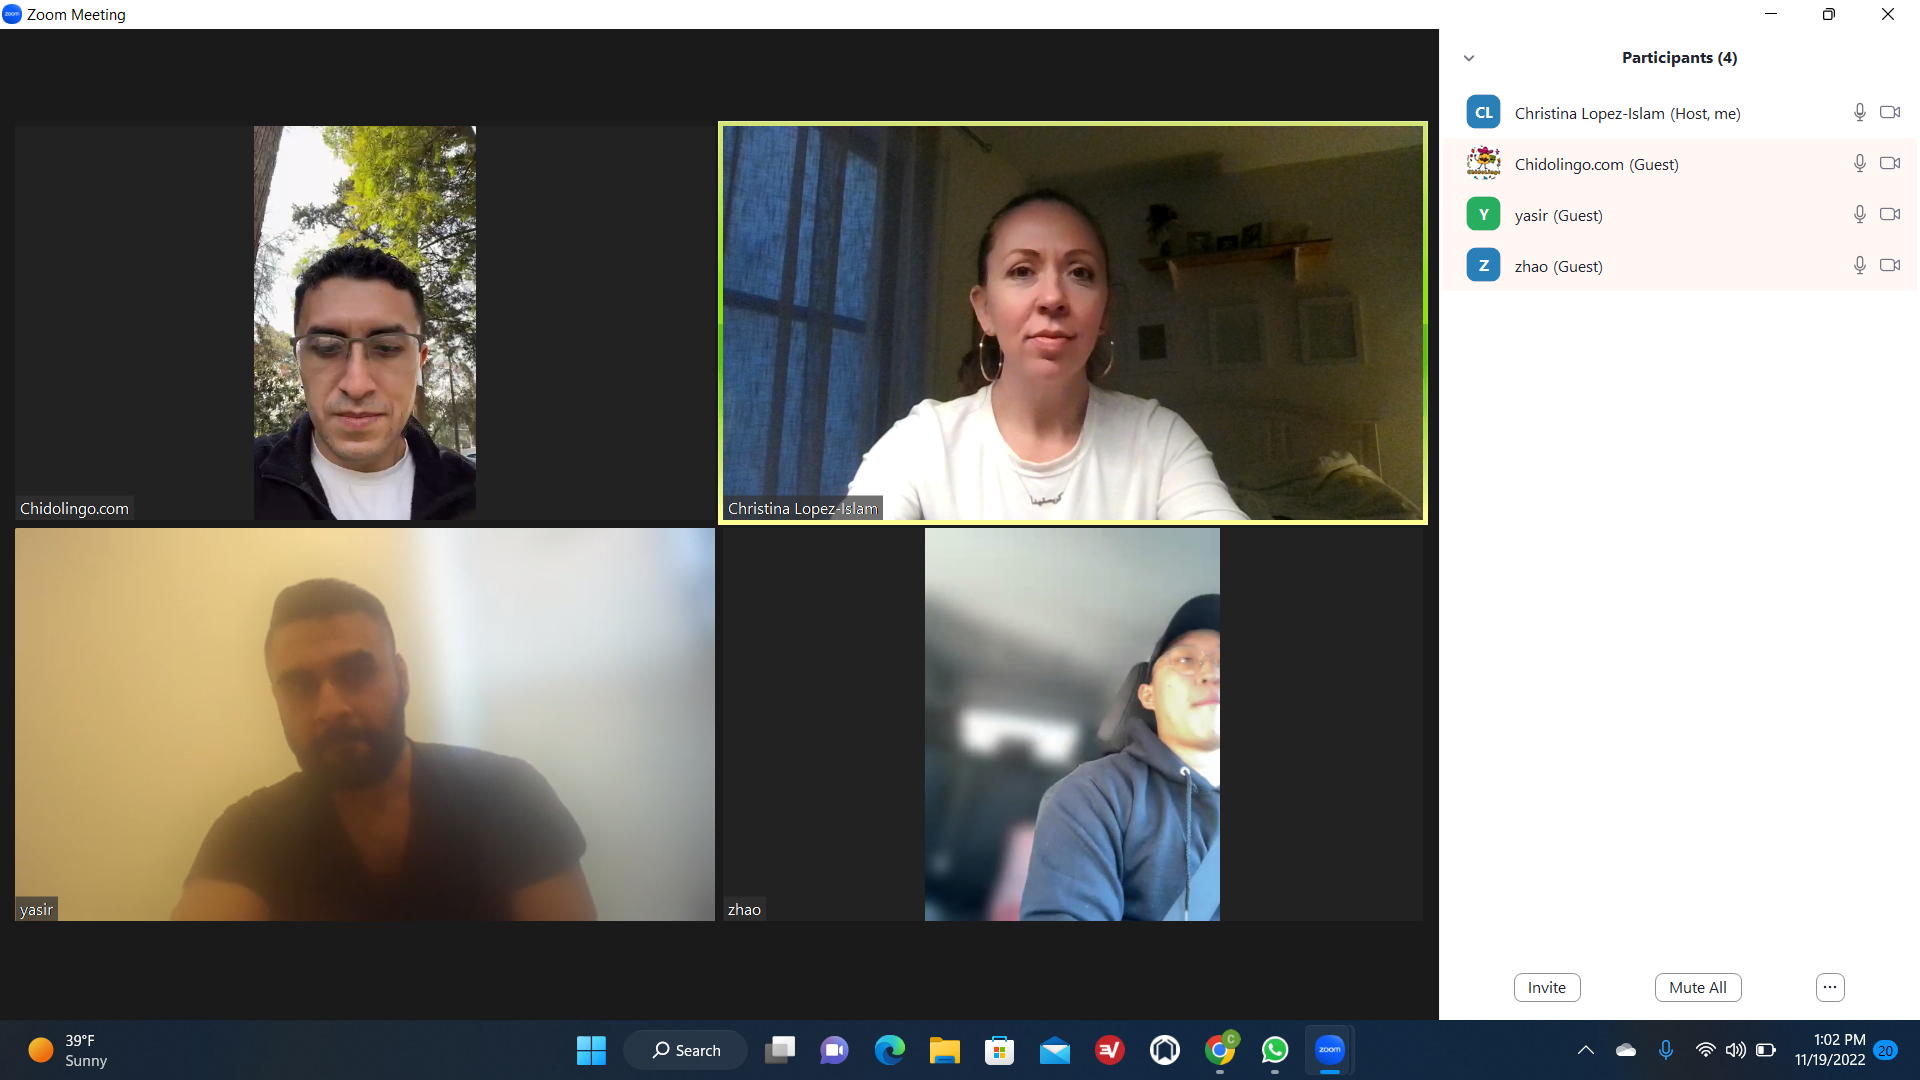 Zoom Meeting
Participants (4)
CL Christina Lopez-Islam (Host, me)
Chidolingo.com (Guest)
Y yasir (Guest)
Z zhao (Guest)
Chidolingo.com
Christina Lopez-Islam
yasir
zhao
Invite
Mute All
39°F
Sunny
Search
C
zoom
1:02 PM
11/19/2022
20